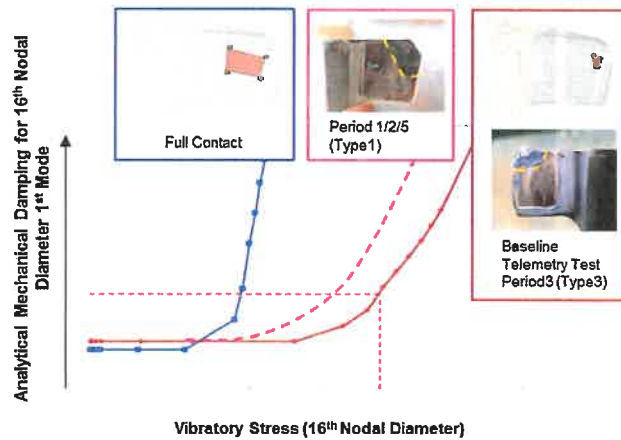 Analytical Mechanical Damping for 16th Nodal
Diameter 1st Mode
Full Contact
Period 1/2/5
(Type1)
Baseline
Telemetry Test
Period3 (Type3)
Vibratory Stress (16th Nodal Diameter)